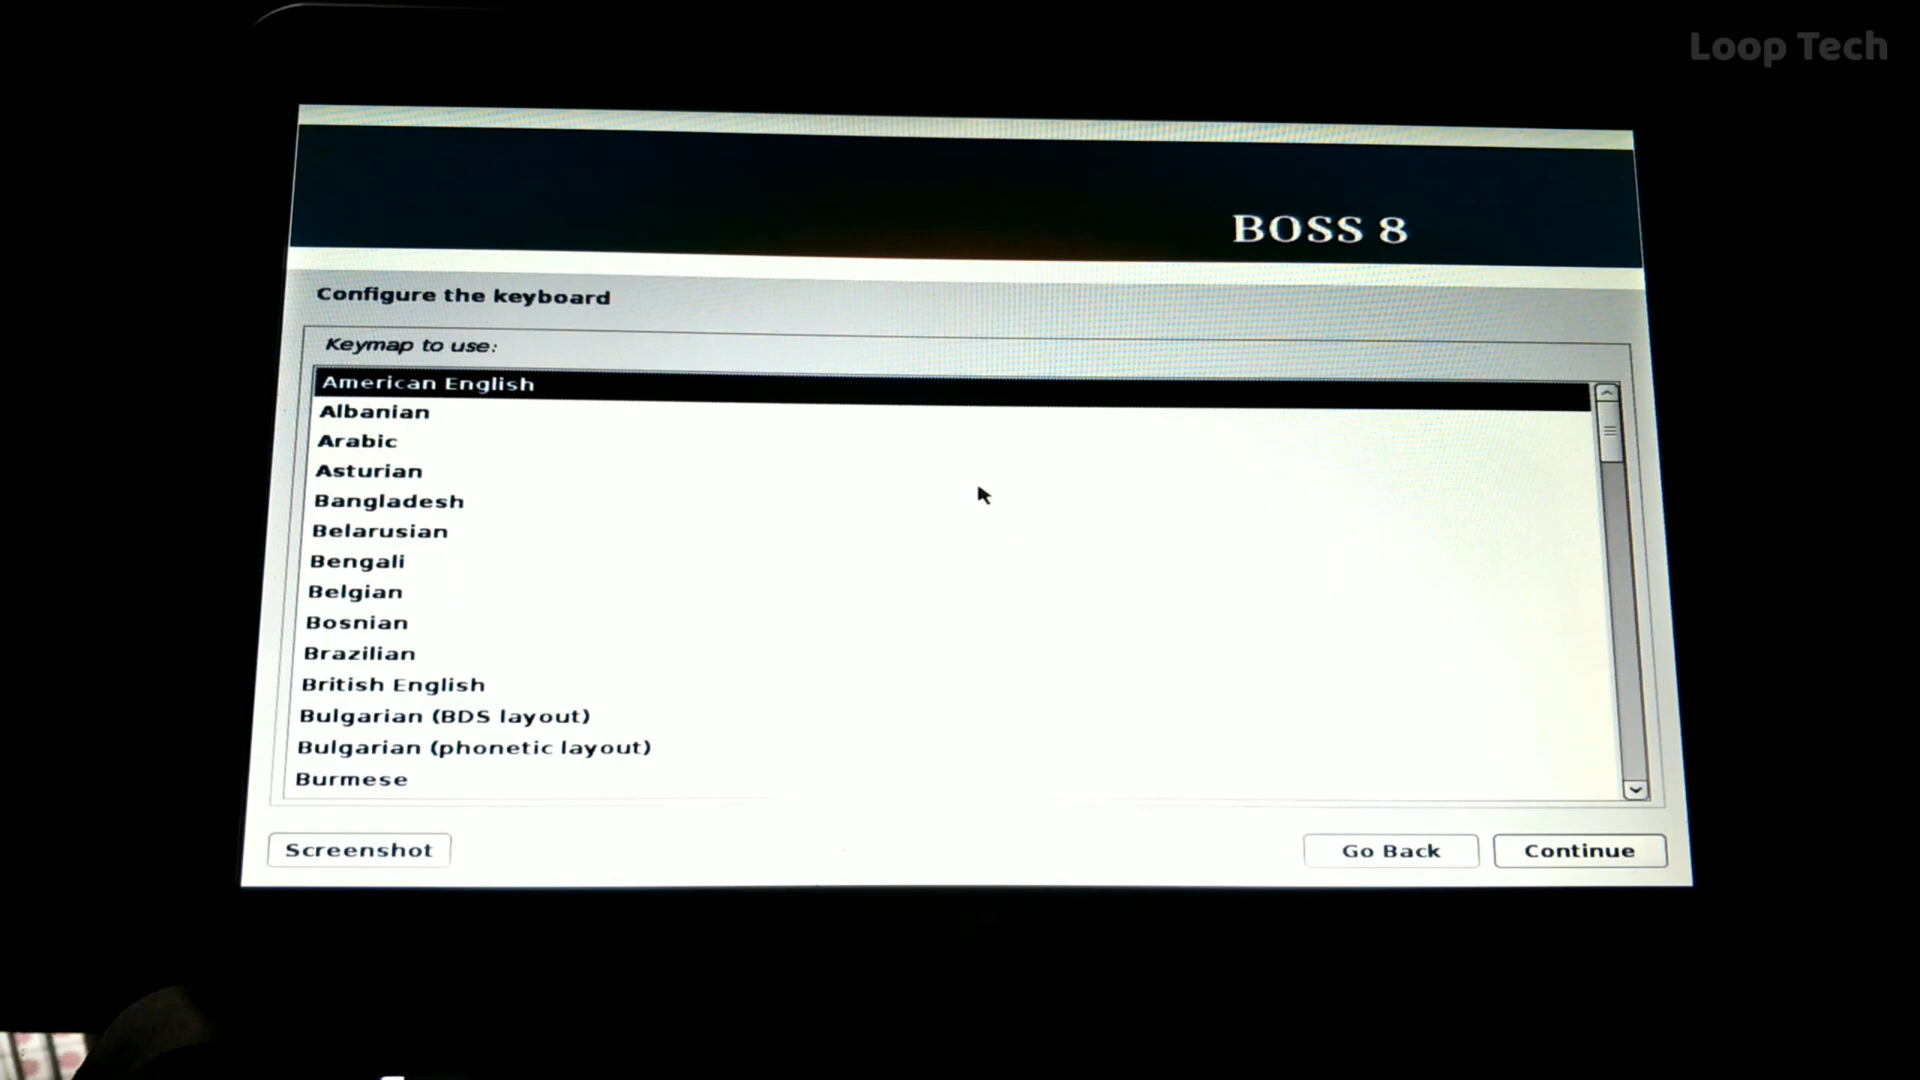 Loop Tech
BOSS 8
Configure the keyboard
Keymap to use:
American English
Albanian
Arabic
Asturian
Bangladesh
Belarusian
Bengali
Belgian
Bosnian
Brazilian
British English
Bulgarian (BDS layout)
Bulgarian (phonetic layout)
Burmese
Screenshot
Go Back
Continue